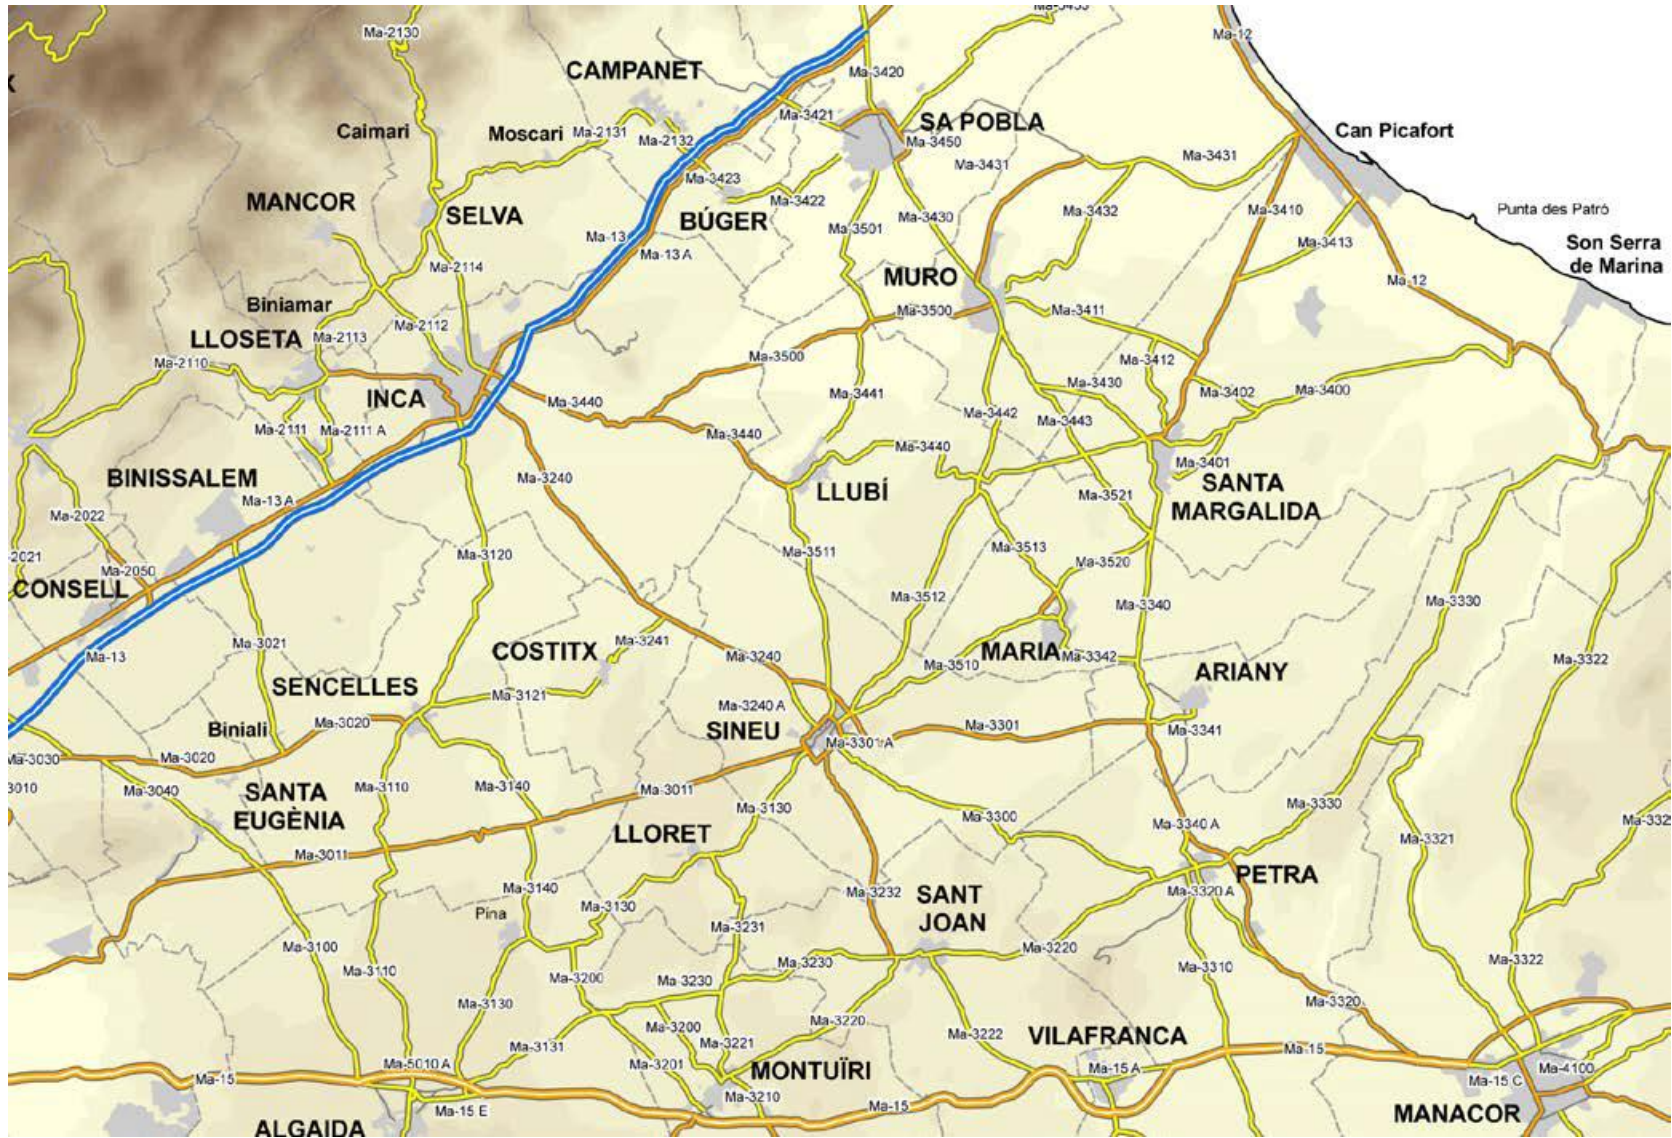 Ma-2130
Ma-12
CAMPANET
Ma-3420
Caimari
Moscari
Ma-2131
Ma-2132
Ma-3421
SA POBLA
Ma-3450
Can Picafort
Ma-3431
Ma-3431
Ma-3423
MANCOR
SELVA
BÚGER
Ma-3422
Ma-3430
Ma-3432
Ma-3410
Punta des Patró
Ma-13
Ma-3501
Ma-3413
Son Serra
de Marina
Ma-13 A
Ma-2114
MURO
Ma-12
Biniamar
Ma-3500
Ma-3411
Ma-2112
LLOSETA
Ma-2113
Ma-2110
Ma-3500
Ma-3412
Ma-3430
Ma-3402
Ma-3400
INCA
Ma-3440
Ma-3441
Ma-3442
Ma-3443
Ma-2111
Ma-2111 A
Ma-3440
Ma-3440
Ma-3401
BINISSALEM
Ma-3240
LLUBÍ
SANTA
MARGALIDA
Ma-13 A
Ma-3521
Ma-2022
2021
Ma-3120
Ma-3511
Ma-3513
Ma-3520
Ma-2050
CONSELL
Ma-3512
Ma-3340
Ma-3330
Ma-3021
COSTITX
Ma-3241
MARIA
Ma-3342
Ma-13
Ma-3240
Ma-3510
Ma-3322
ARIANY
SENCELLES
Ma-3121
Ma-3240 A
Biniali
Ma-3020
SINEU
Ma-3301
Ma-3341
Ma-3301 A
Ma-3030
Ma-3020
3010
Ma-3040
SANTA
EUGÈNIA
Ma-3110
Ma-3140
Ma-3011
Ma-3130
Ma-3300
Ma-3330
Ma-3340 A
LLORET
Ma-3321
Ma-3011
PETRA
Ma-3140
Ma-3232
SANT
JOAN
Ma-3320 A
Pina
Ma-3130
Ma-3231
Ma-3100
Ma-3220
Ma-3110
Ma-3200
Ma-3230
Ma-3230
Ma-3310
Ma-3322
Ma-3130
Ma-3320
Ma-3200
Ma-3220
Ma-3222
VILAFRANCA
Ma-3131
Ma-3221
Ma-15
Ma-5010 A
Ma-3201
MONTUÏRI
Ma-15 A
Ma-4100
Ma-15
Ma-15 C
Ma-15 E
Ma-3210
Ma-15
MANACOR
ALGAIDA